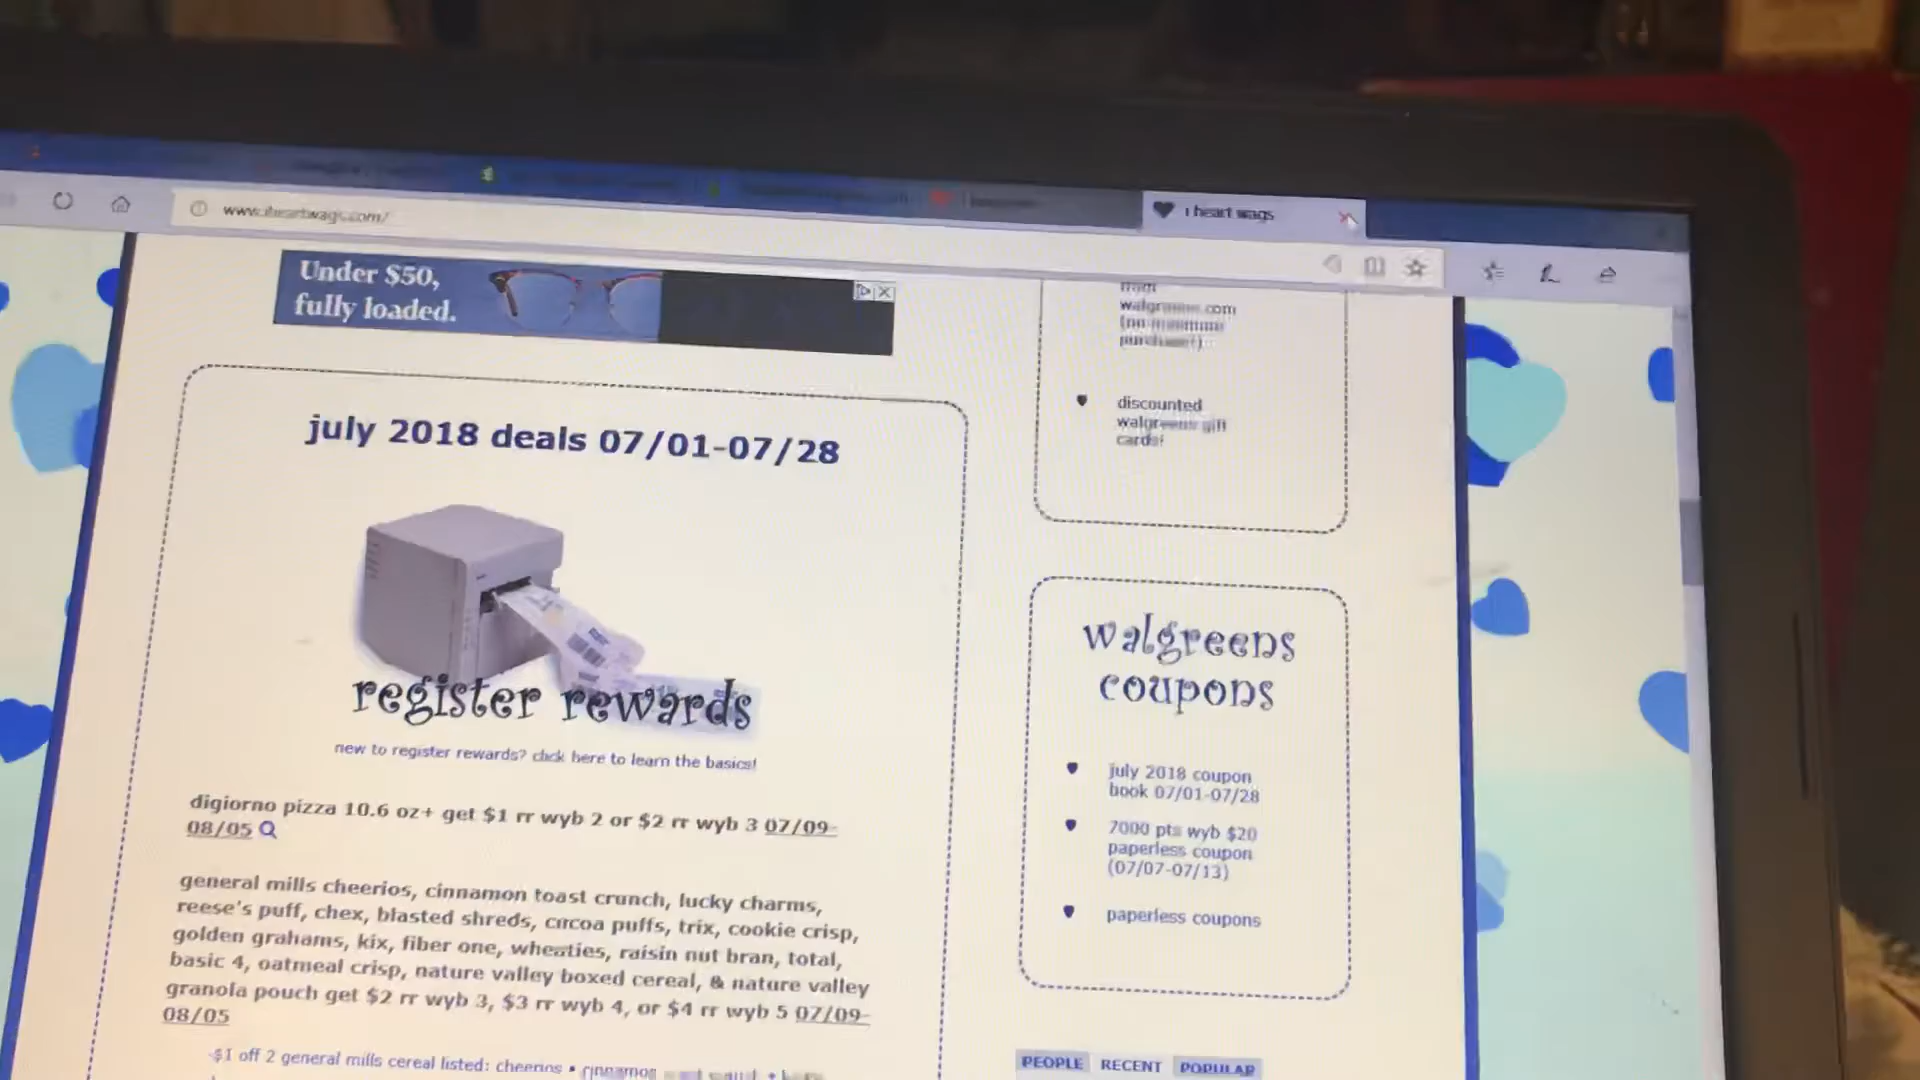 i heart wags
www.iheartwags.com/
Under $50,
fully loaded.
walgreens.com
purchase!)
discounted
walgreens gift
cards!
july 2018 deals 07/01-07/28
register rewards
new to register rewards? click here to learn the basics!
digiorno pizza 10.6 oz+ get $1 rr wyb 2 or $2 rr wyb 3 07/09-
08/05
general mills cheerios, cinnamon toast crunch, lucky charms,
reese's puff, chex, blasted shreds, cocoa puffs, trix, cookie crisp,
golden grahams, kix, fiber one, wheaties, raisin nut bran, total,
basic 4, oatmeal crisp, nature valley boxed cereal, & nature valley
granola pouch get $2 rr wyb 3, $3 rr wyb 4, or $4 rr wyb 5 07/09-
08/05
-$1 off 2 general mills cereal listed: cheerios • cinnamon
walgreens
coupons
july 2018 coupon
book 07/01-07/28
7000 pts wyb $20
paperless coupon
(07/07-07/13)
paperless coupons
PEOPLE RECENT POPULAR